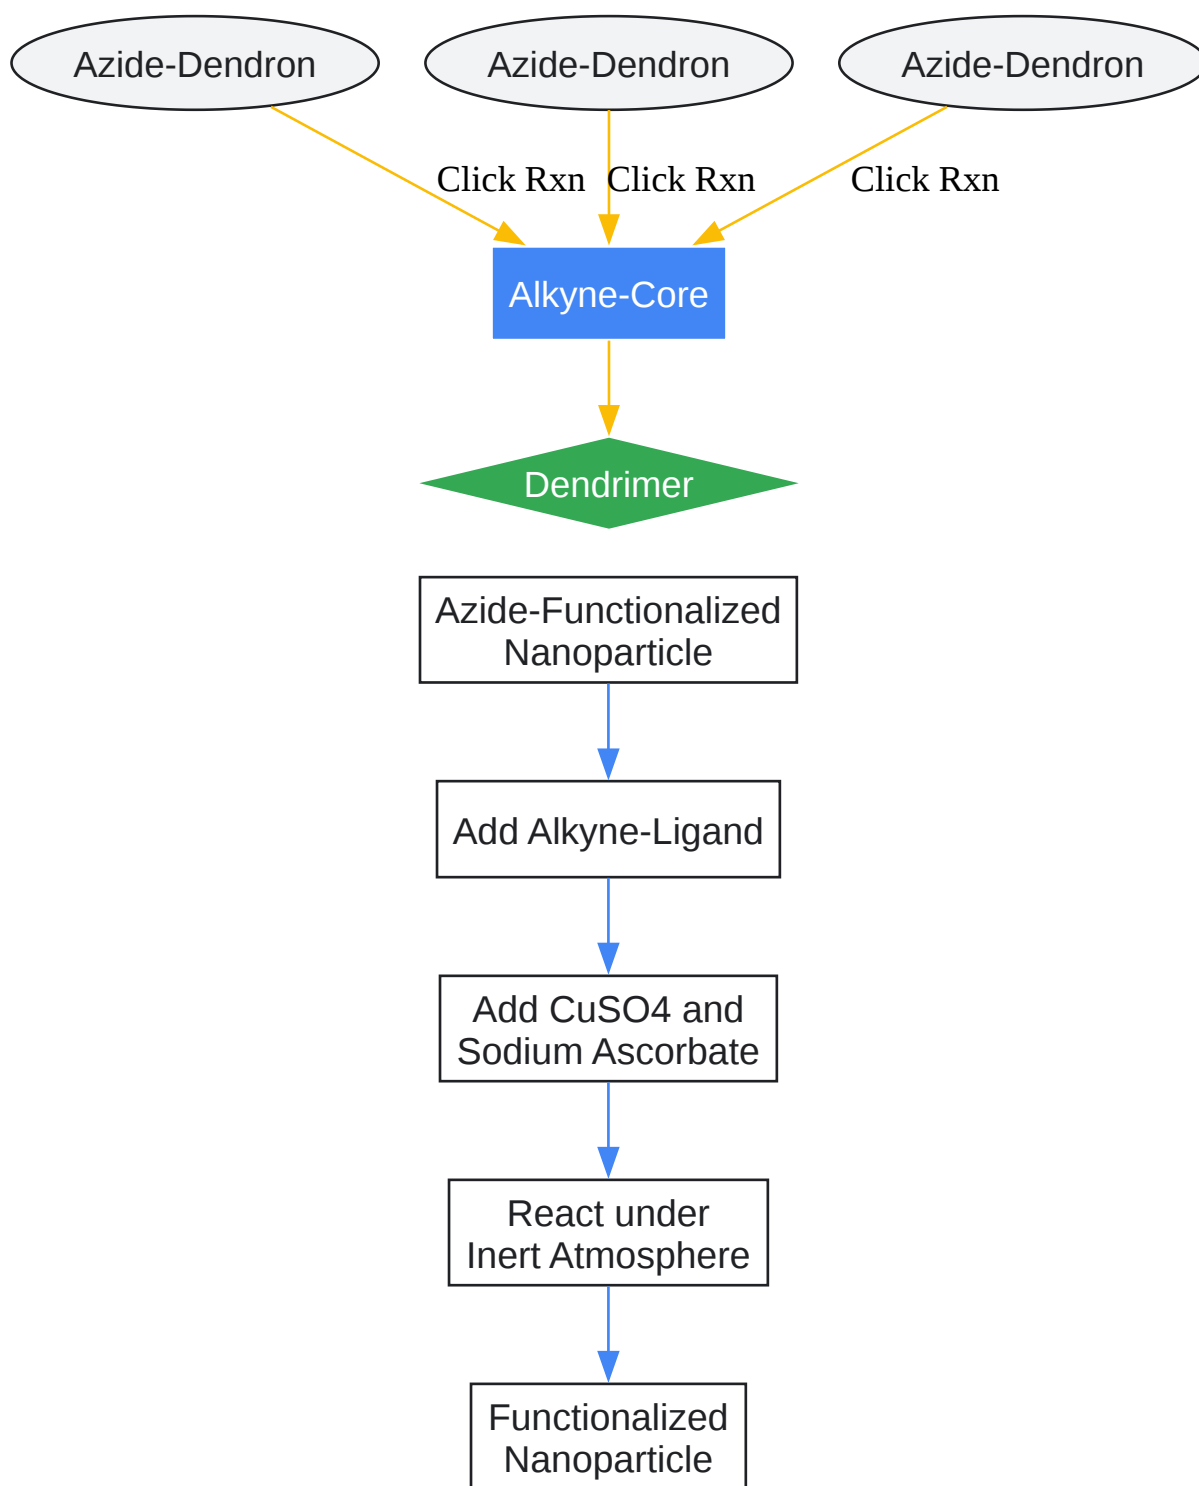 Azide-Dendron
Azide-Dendron
Azide-Dendron
Click Rxn
Click Rxn
Click Rxn
Alkyne-Core
Dendrimer
Azide-Functionalized
Nanoparticle
Add Alkyne-Ligand
Add CuSO4 and
Sodium Ascorbate
React under
Inert Atmosphere
Functionalized
Nanoparticle